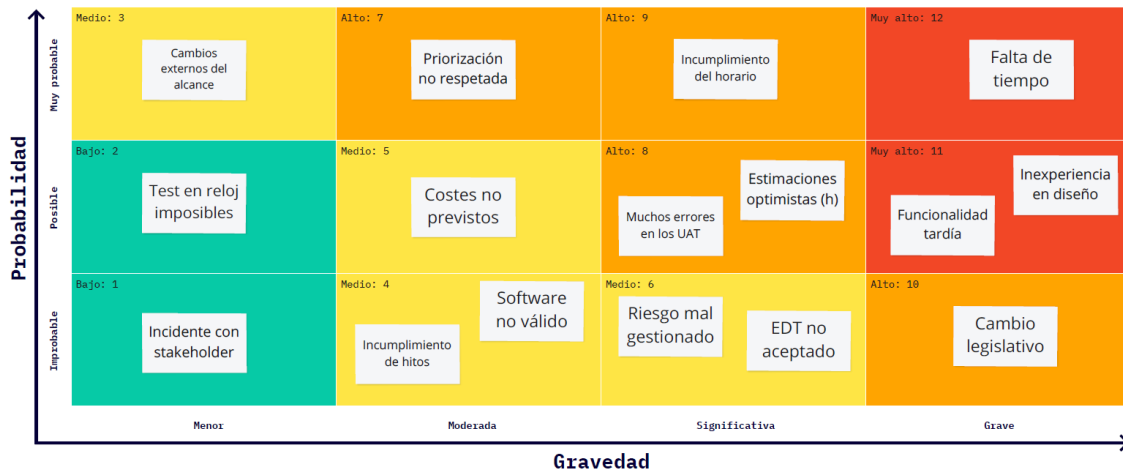 Probabilidad
Muy probable
Medio: 3
Cambios
externos del
alcance
Alto: 7
Priorización
no respetada
Alto: 9
Incumplimiento
del horario
Muy alto: 12
Falta de
tiempo
Posible
Bajo: 2
Test en reloj
imposibles
Medio: 5
Costes no
previstos
Alto: 8
Muchos errores
en los UAT
Estimaciones
optimistas (h)
Muy alto: 11
Funcionalidad
tardía
Inexperiencia
en diseño
Improbable
Bajo: 1
Incidente con
stakeholder
Medio: 4
Incumplimiento
de hitos
Software
no válido
Medio: 6
Riesgo mal
gestionado
EDT no
aceptado
Alto: 10
Cambio
legislativo
Menor
Moderada
Significativa
Grave
Gravedad